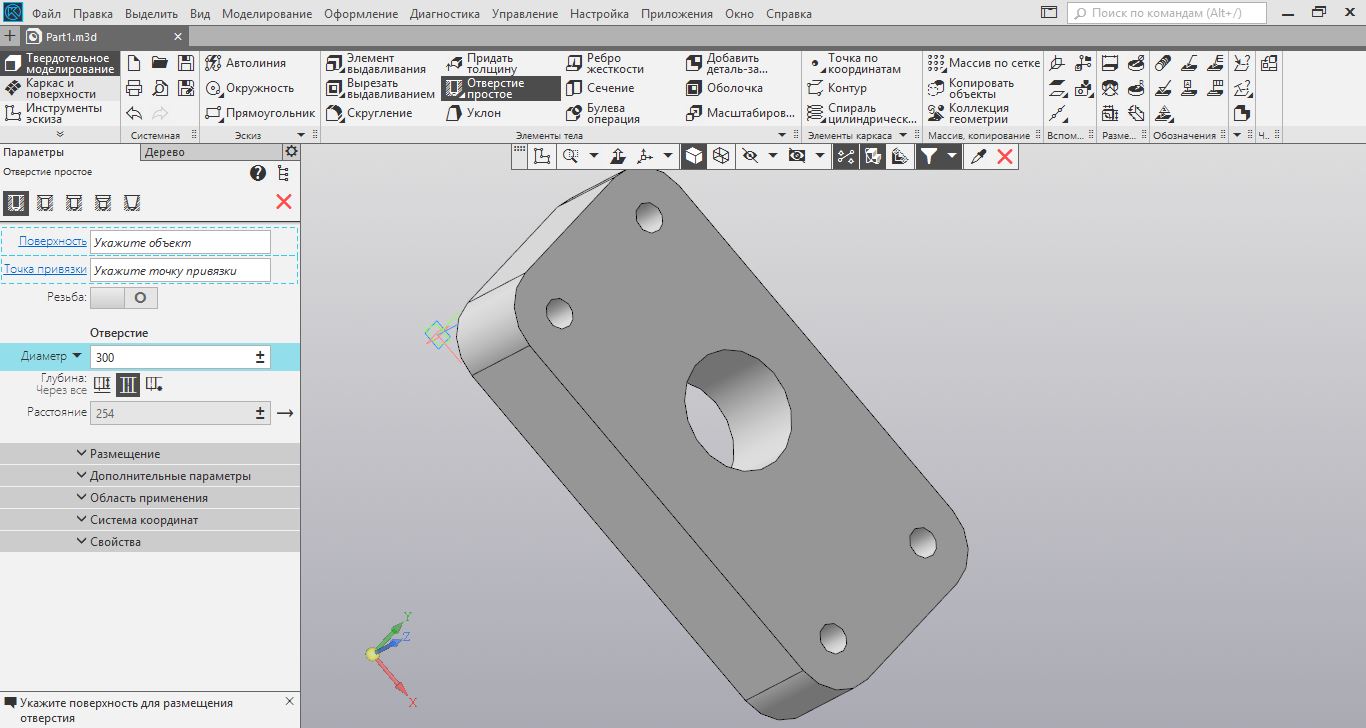 Файл Правка Выделить Вид Моделирование Оформление Диагностика Управление Настройка Приложения Окно Справка
Поиск по командам (Alt+/)
Part1.m3d
Твердотельное
моделирование
Каркас и
поверхности
Инструменты
эскиза
Системная
Автолиния
Окружность
Прямоугольник
Эскиз
Элемент
выдавливания
Вырезать
выдавливанием
Скругление
Придать
толщину
Отверстие
простое
Уклон
Ребро
жесткости
Сечение
Булева
операция
Добавить
деталь-за...
Оболочка
Масштабиров...
Элементы тела
Точка по
координатам
Контур
Спираль
цилиндрическ...
Элементы каркаса
Массив по сетке
Копировать
объекты
Коллекция
геометрии
Массив, копирование
Вспом...
Разме...
Обозначения
Ч...
Параметры
Дерево
Отверстие простое
Поверхность Укажите объект
Точка привязки Укажите точку привязки
Резьба:
Отверстие
Диаметр 300
Глубина:
Через все
Расстояние 254
Размещение
Дополнительные параметры
Область применения
Система координат
Свойства
Y
Z
X
Укажите поверхность для размещения
отверстия